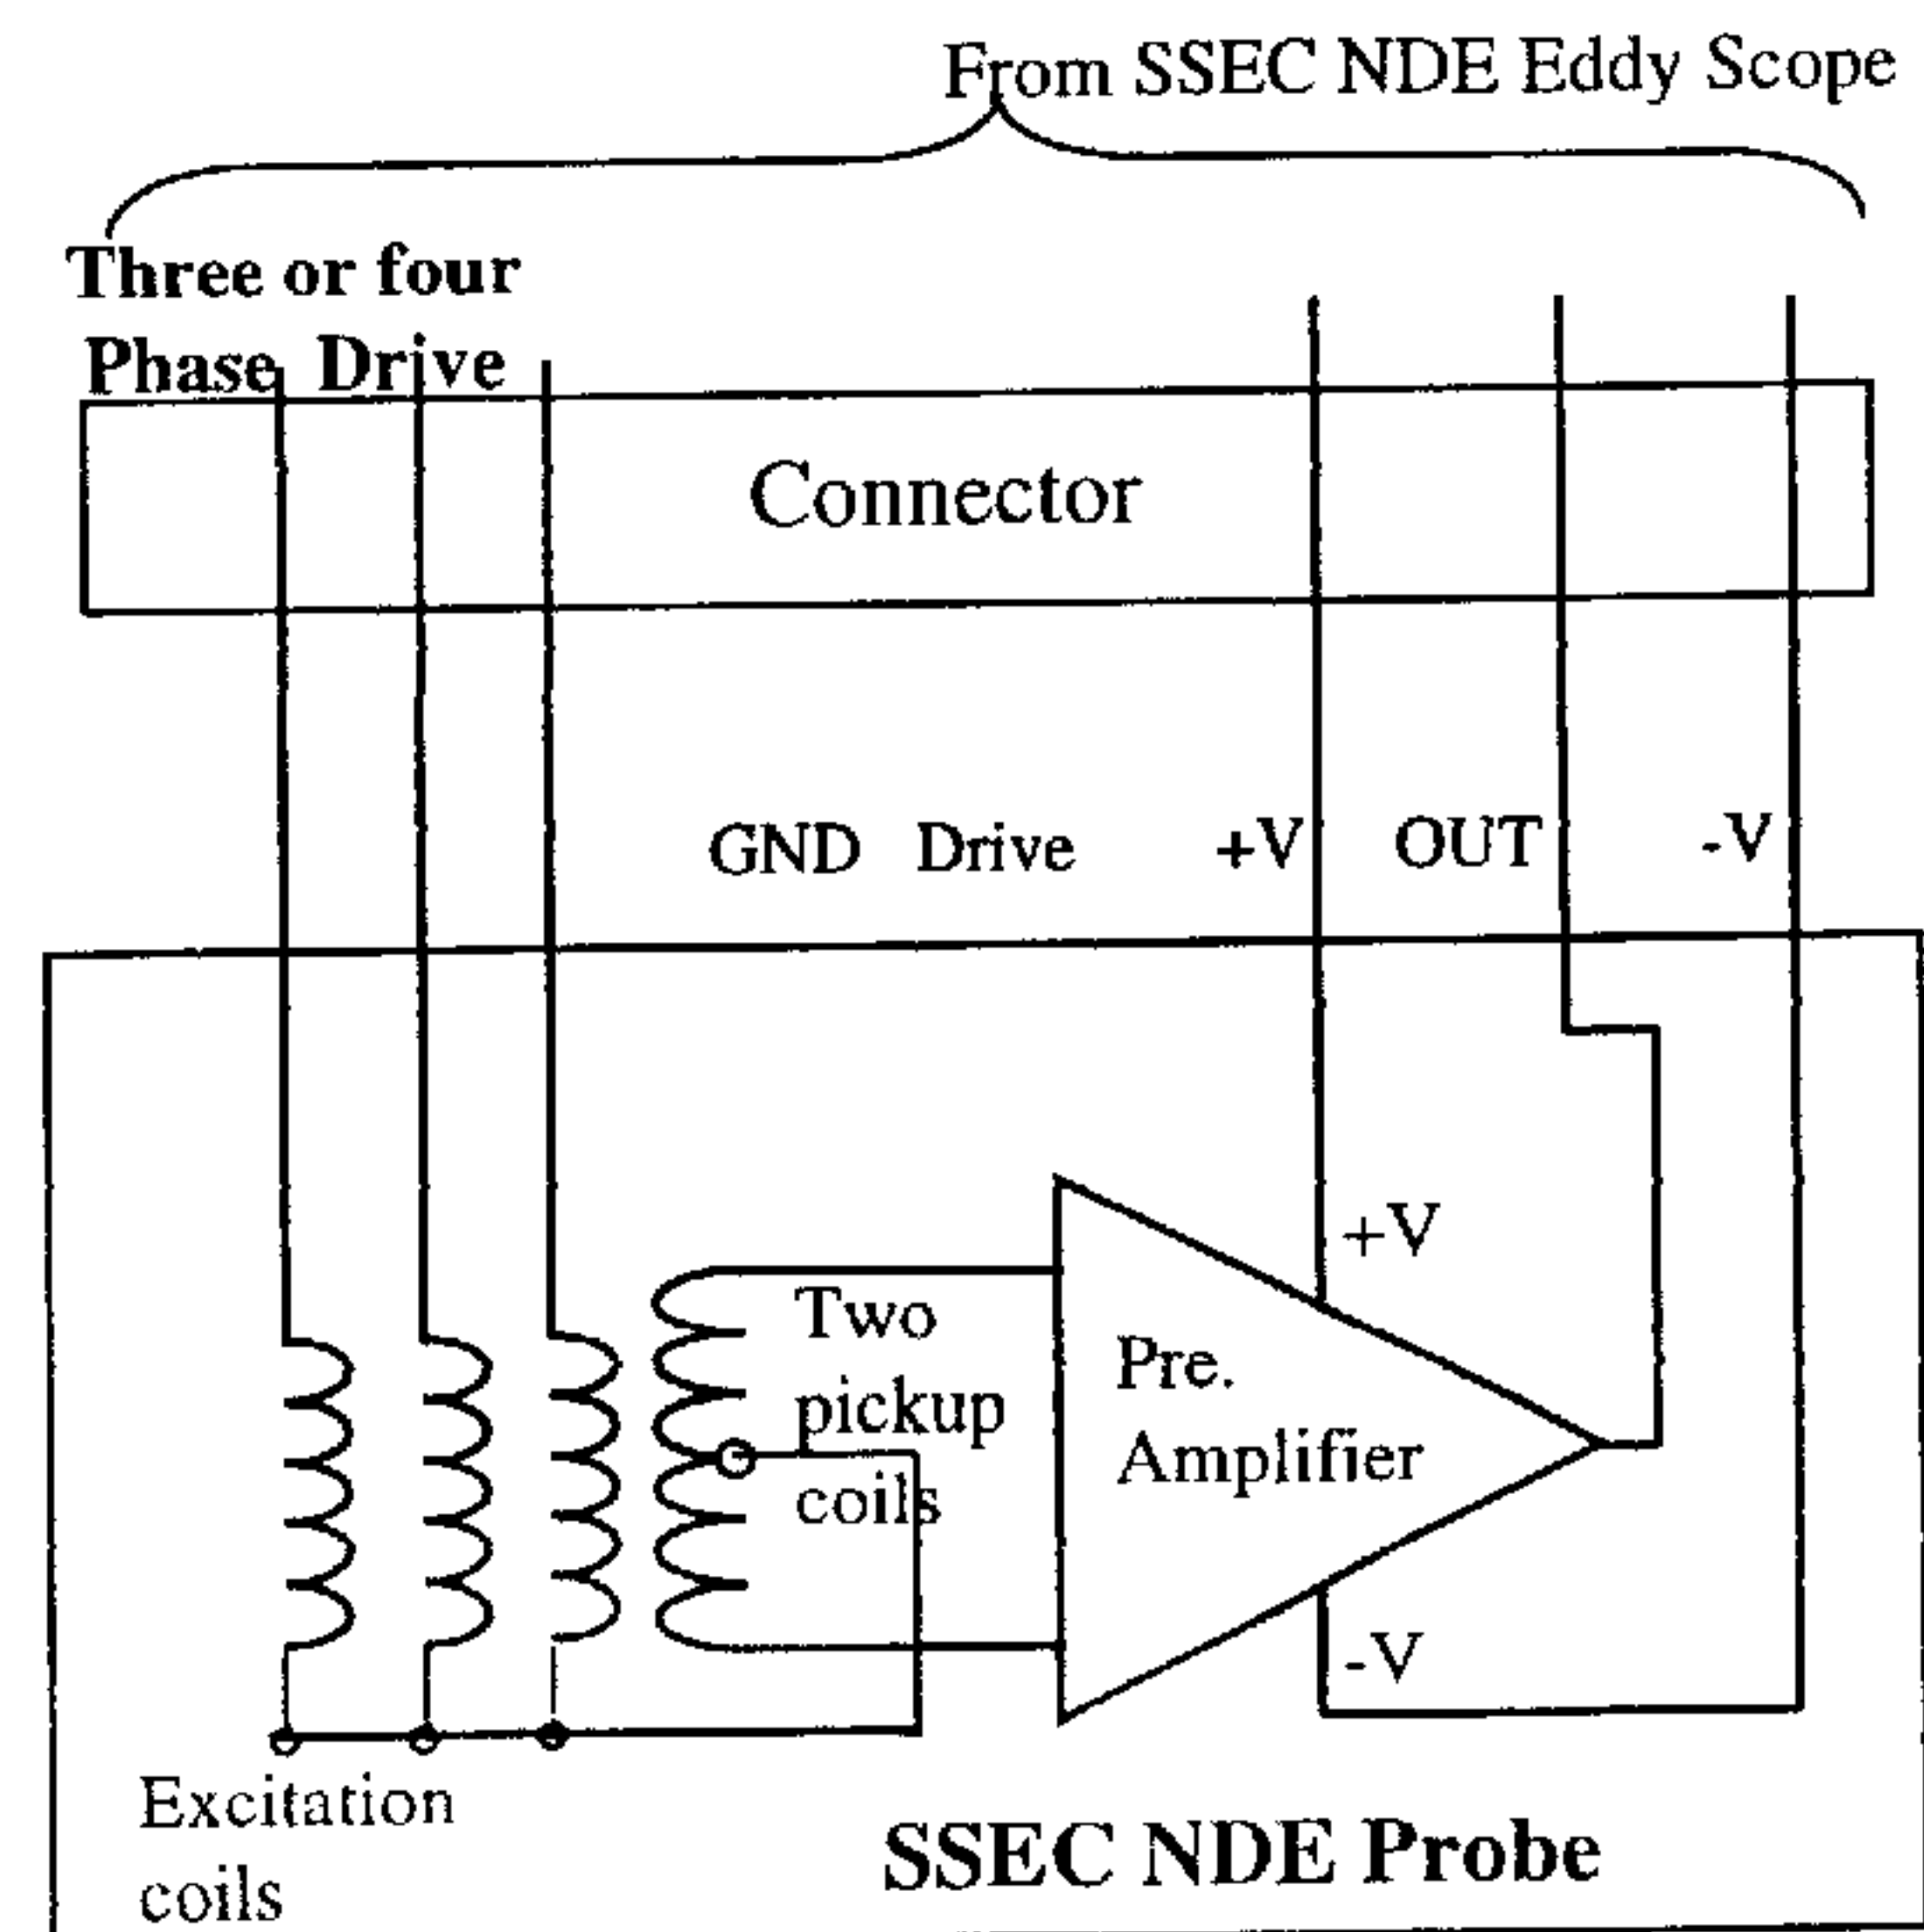 From SSEC NDE Eddy Scope
Three or four
Phase Drive
Connector
GND Drive +V OUT -V
+V
Two
pickup
coils
Pre.
Amplifier
-V
Excitation
coils
SSEC NDE Probe